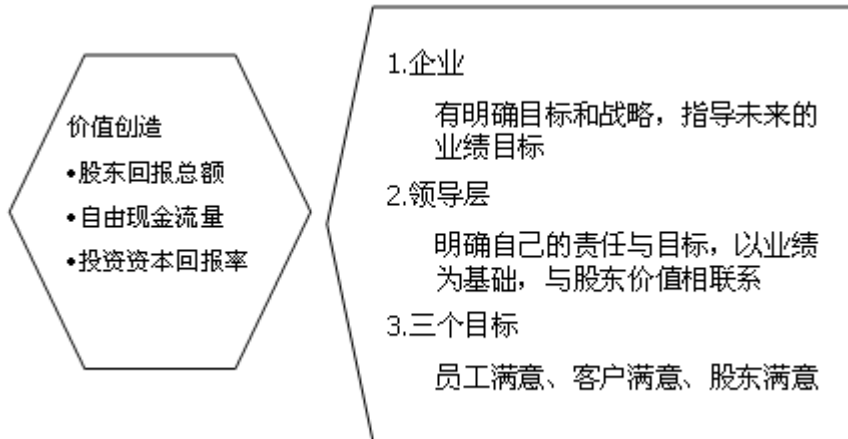 价值创造
•股东回报总额
•自由现金流量
•投资资本回报率
1.企业
有明确目标和战略，指导未来的
业绩目标
2.领导层
明确自己的责任与目标，以业绩
为基础，与股东价值相联系
3.三个目标
员工满意、客户满意、股东满意